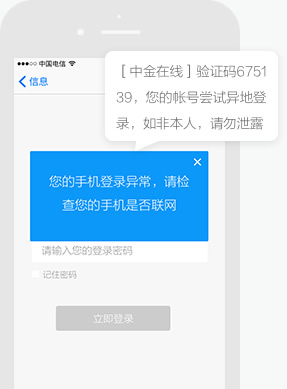 中国电信
信息
[中金在线]验证码6751
39，您的帐号尝试异地登
录，如非本人，请勿泄露
您的手机登录异常，请检
查您的手机是否联网
请输入您的登录密码
记住密码
立即登录